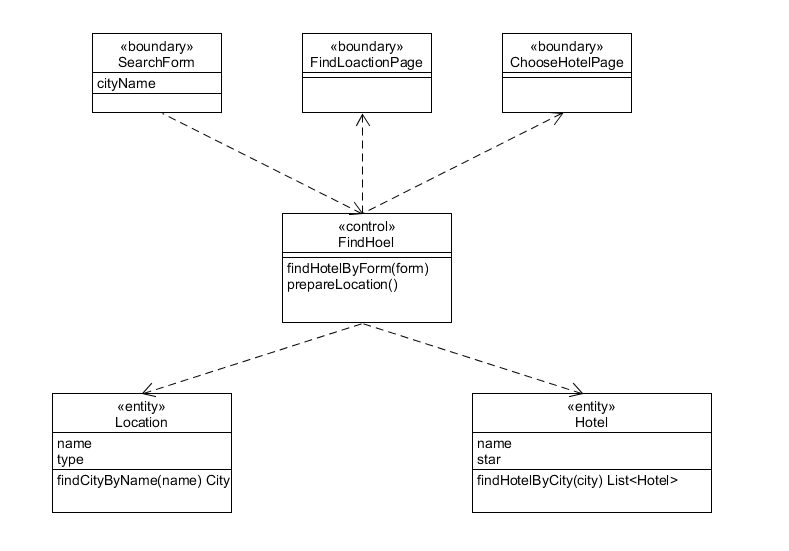 «boundary»
SearchForm
cityName
«boundary»
FindLoactionPage
«boundary»
ChooseHotelPage
«control»
FindHoel
findHotelByForm(form)
prepareLocation()
«entity»
Location
name
type
findCityByName(name) City
«entity»
Hotel
name
star
findHotelByCity(city) List<Hotel>